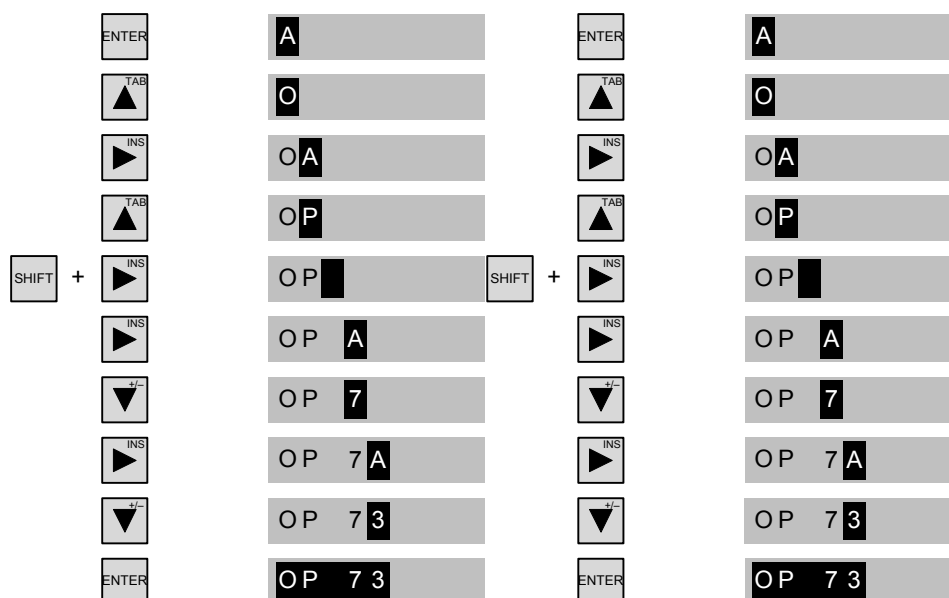 ENTER A ENTER A
TAB O TAB O
INS OA INS OA
TAB OP TAB OP
SHIFT + INS OP SHIFT + INS OP
INS OP A INS OP A
+/– OP 7 +/– OP 7
INS OP 7A INS OP 7A
+/– OP 73 +/– OP 73
ENTER OP 73 ENTER OP 73